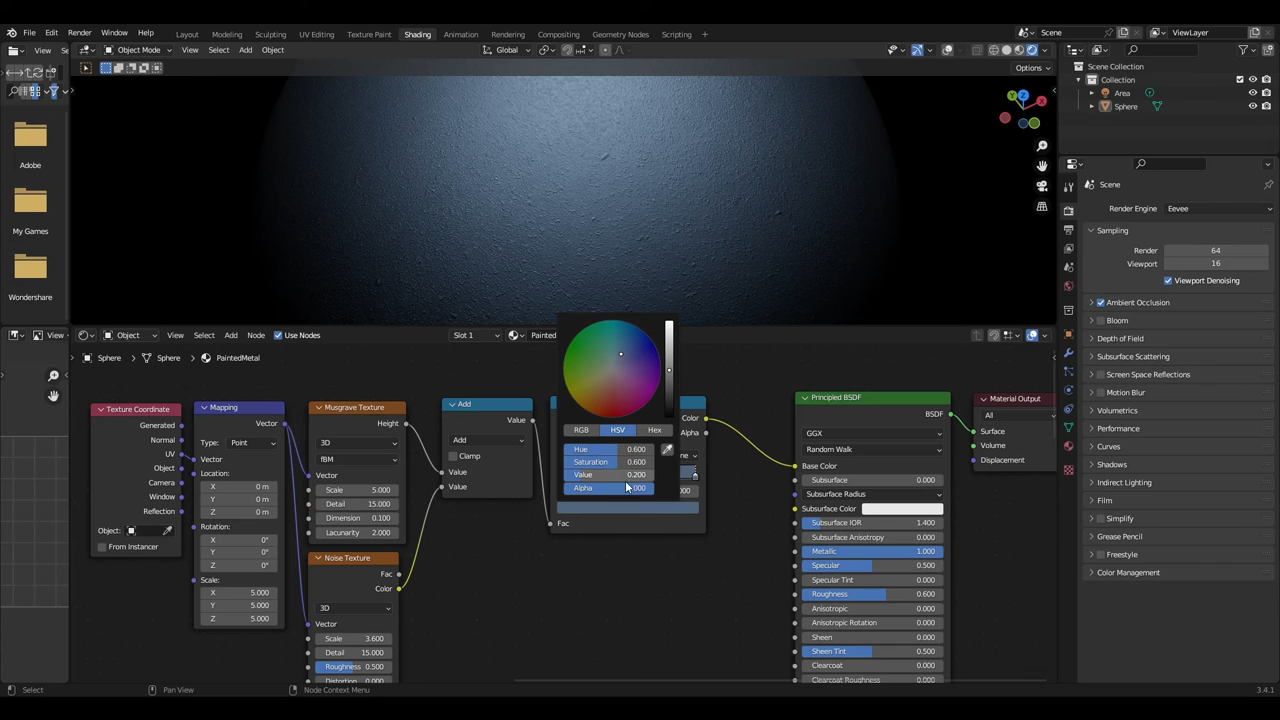 File Edit Render Window Help Layout Modeling Sculpting UV Editing Texture Paint Shading Animation Rendering Compositing Geometry Nodes Scripting Scene ViewLayer
View Object Mode View Select Add Object Global
Options
Adobe
My Games
Wondershare
Scene Collection
Collection
Area
Sphere
Scene
Render Engine Eevee
Sampling
Render 64
Viewport 16
Viewport Denoising
Ambient Occlusion
Bloom
Depth of Field
Subsurface Scattering
Screen Space Reflections
Motion Blur
Volumetrics
Performance
Curves
Shadows
Indirect Lighting
Film
Simplify
Grease Pencil
Freestyle
Color Management
View Object View Select Add Node Use Nodes Slot 1 Painted
Sphere Sphere PaintedMetal
Texture Coordinate
Generated
Normal
UV
Object
Camera
Window
Reflection
Object:
From Instancer
Mapping
Vector
Type: Point
Vector
Location:
X 0 m
Y 0 m
Z 0 m
Rotation:
X 0°
Y 0°
Z 0°
Scale:
X 5.000
Y 5.000
Z 5.000
Musgrave Texture
Height
3D
fBM
Vector
Scale 5.000
Detail 15.000
Dimension 0.100
Lacunarity 2.000
Noise Texture
Fac
Color
3D
Vector
Scale 3.600
Detail 15.000
Roughness 0.500
Distortion 0.000
Add
Value
Add
Clamp
Value
Value
RGB HSV Hex
Hue 0.600
Saturation 0.600
Value 0.200
Alpha
Color
Alpha
Fac
Principled BSDF
BSDF
GGX
Random Walk
Base Color
Subsurface 0.000
Subsurface Radius
Subsurface Color
Subsurface IOR 1.400
Subsurface Anisotropy 0.000
Metallic 1.000
Specular 0.500
Specular Tint 0.000
Roughness 0.600
Anisotropic 0.000
Anisotropic Rotation 0.000
Sheen 0.000
Sheen Tint 0.500
Clearcoat 0.000
Clearcoat Roughness 0.000
Material Output
All
Surface
Volume
Displacement
Select Pan View Node Context Menu 3.4.1